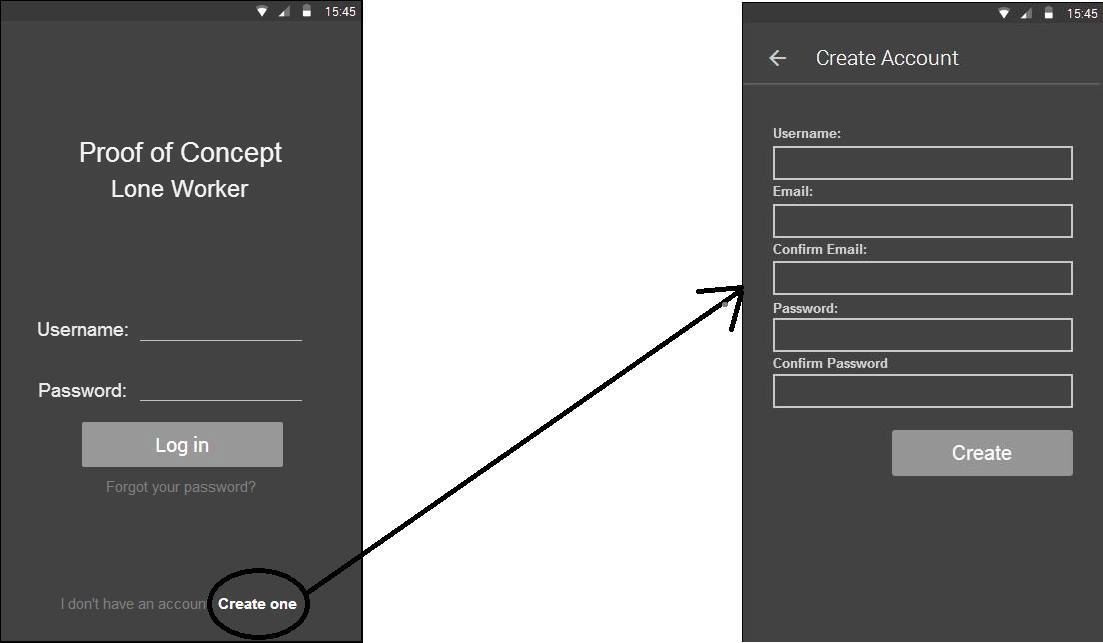 15:45
Proof of Concept
Lone Worker
Username:
Password:
Log in
Forgot your password?
I don't have an accoun Create one
15:45
Create Account
Username:
Email:
Confirm Email:
Password:
Confirm Password
Create